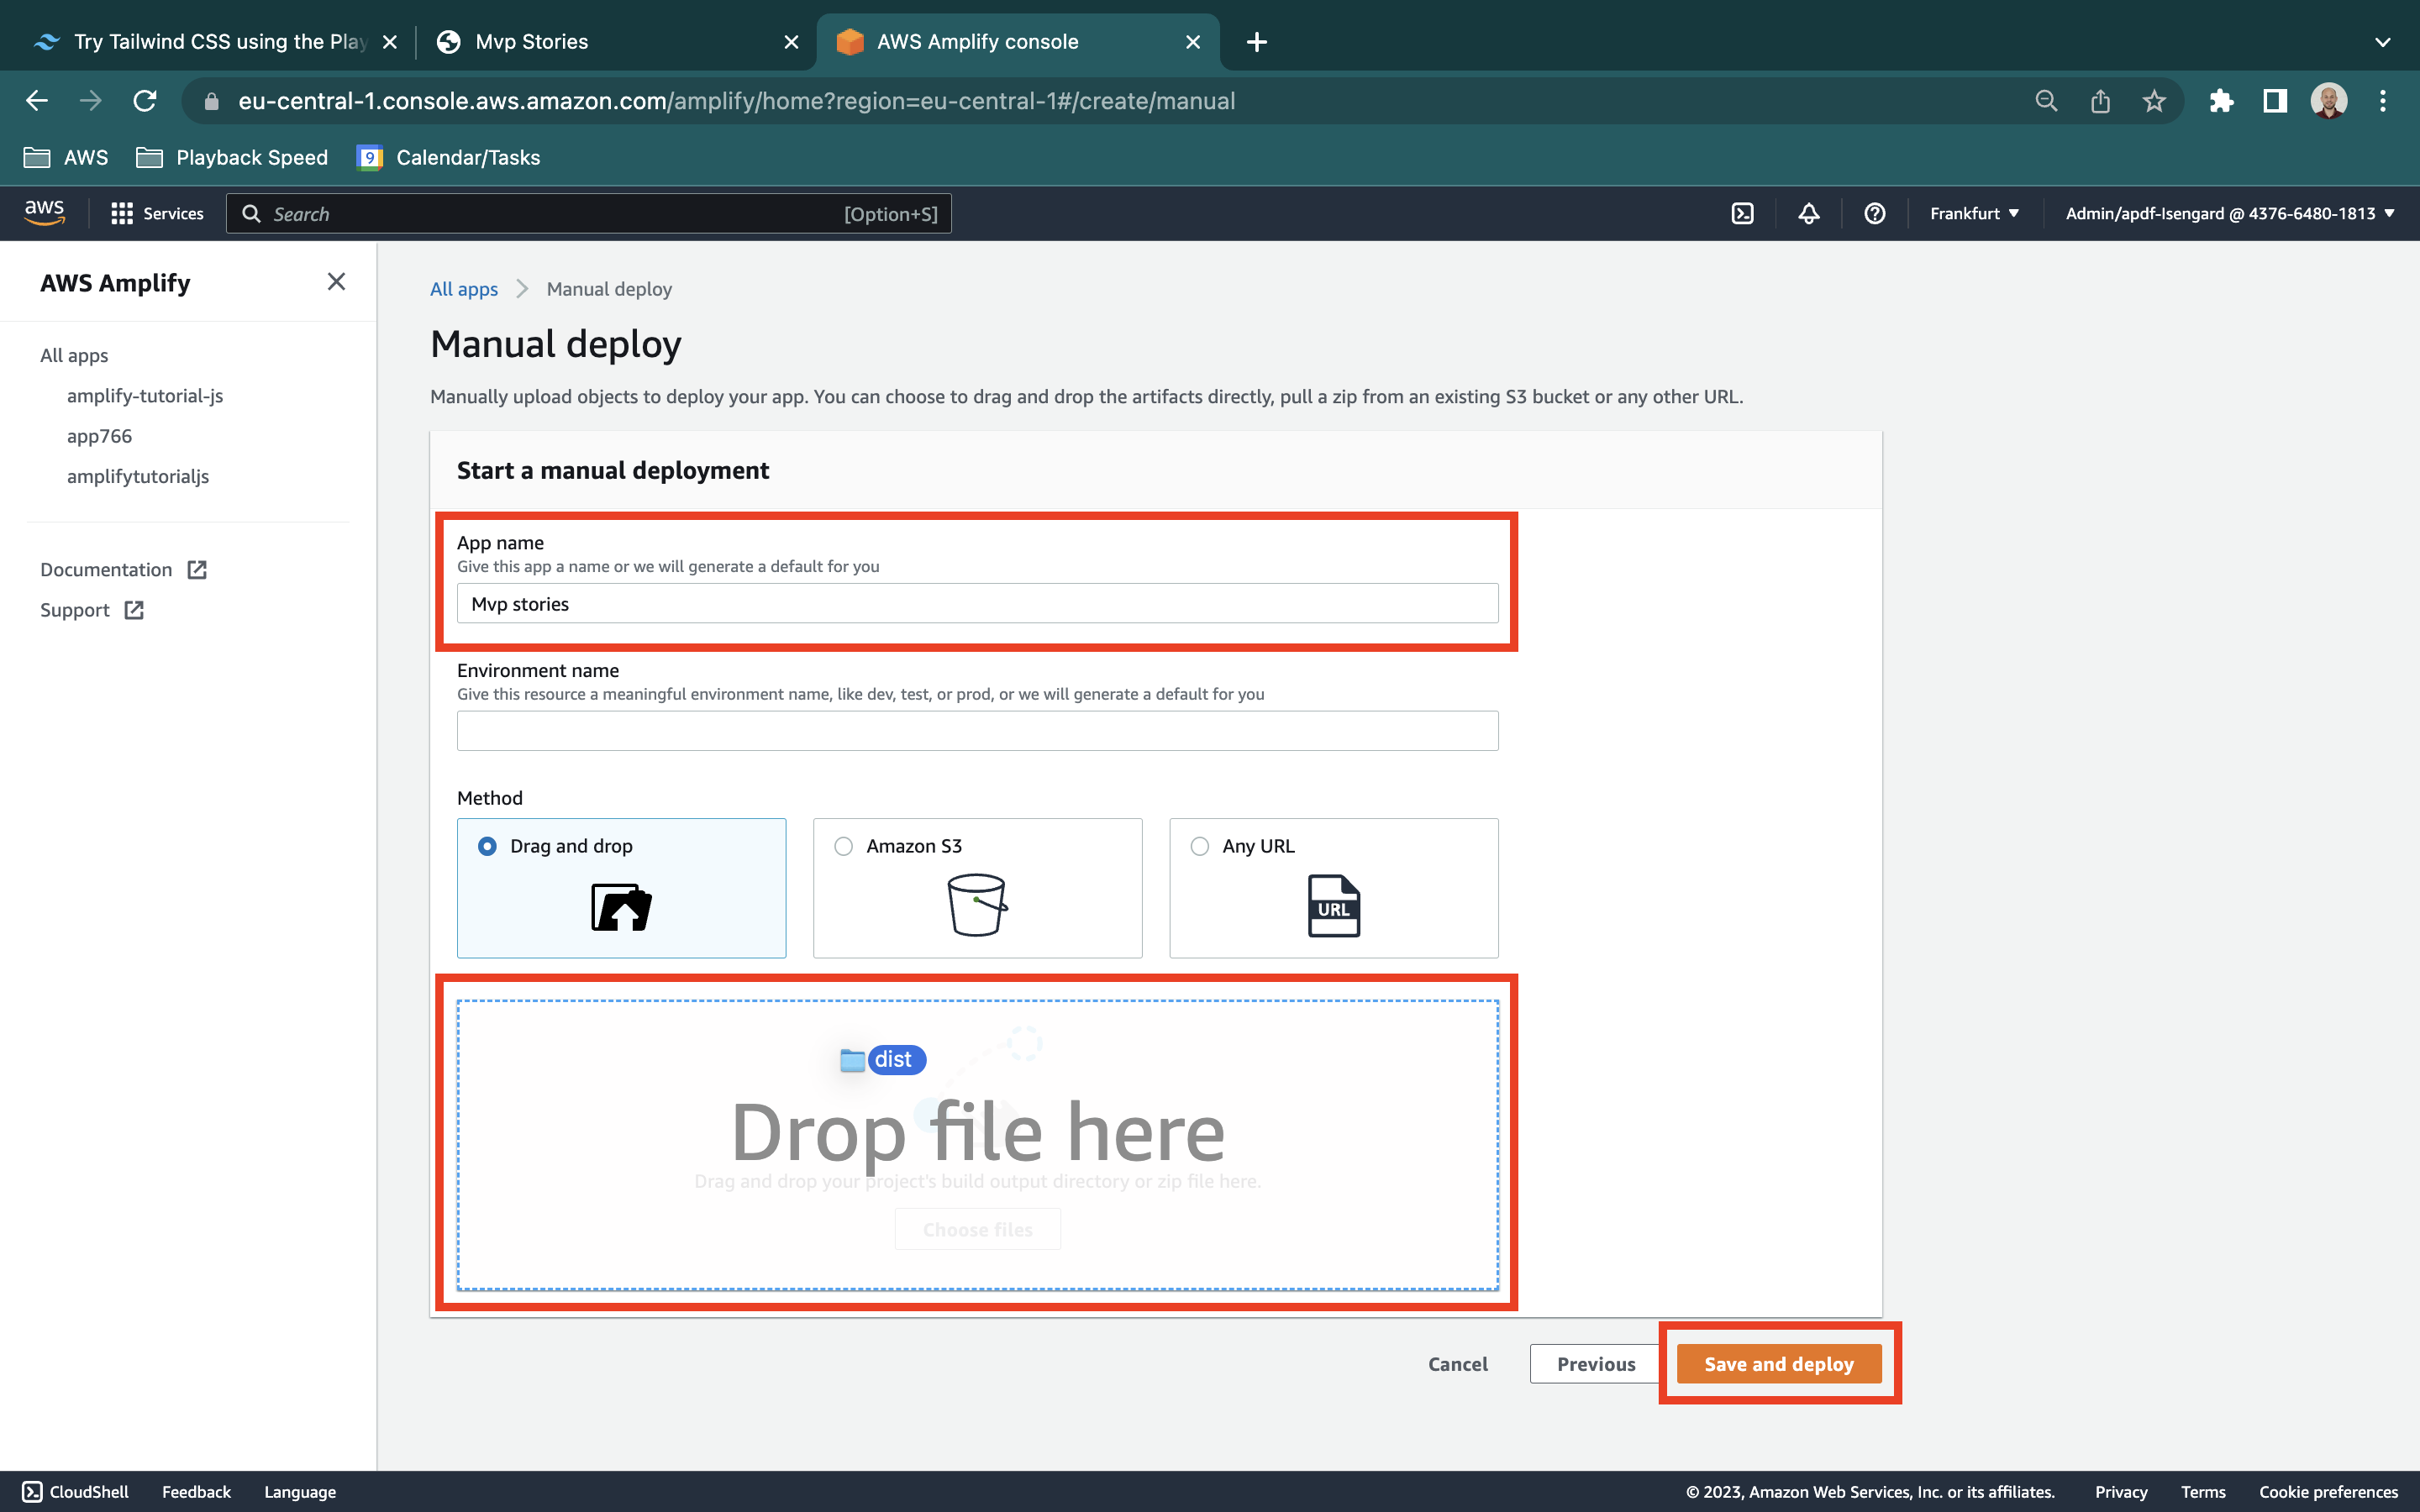 Try Tailwind CSS using the Play
Mvp Stories
AWS Amplify console
eu-central-1.console.aws.amazon.com/amplify/home?region=eu-central-1#/create/manual
AWS
Playback Speed
9
Calendar/Tasks
aws
Services
Search
[Option+S]
Frankfurt
Admin/apdf-Isengard @ 4376-6480-1813
AWS Amplify
All apps
amplify-tutorial-js
app766
amplifytutorialjs
Documentation
Support
All apps
Manual deploy
Manual deploy
Manually upload objects to deploy your app. You can choose to drag and drop the artifacts directly, pull a zip from an existing S3 bucket or any other URL.
Start a manual deployment
App name
Give this app a name or we will generate a default for you
Mvp stories
Environment name
Give this resource a meaningful environment name, like dev, test, or prod, or we will generate a default for you
Method
Drag and drop
Amazon S3
Any URL
URL
dist
Drop file here
Drag and drop your project's build output directory or zip file here.
Choose files
Cancel
Previous
Save and deploy
CloudShell
Feedback
Language
© 2023, Amazon Web Services, Inc. or its affiliates.
Privacy
Terms
Cookie preferences